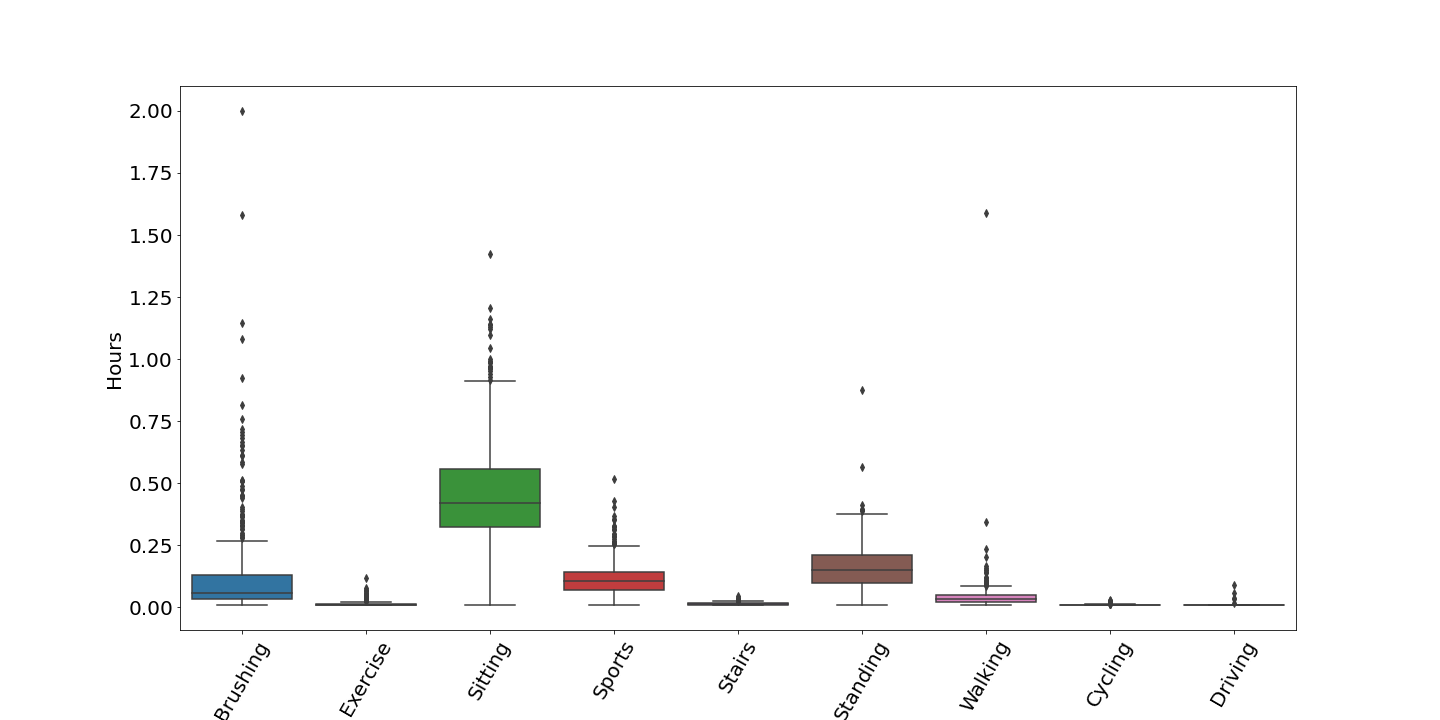 2.00
1.75
1.50
1.25
1.00
0.75
0.50
0.25
0.00
Hours
Brushing
Exercise
Sitting
Sports
Stairs
Standing
Walking
Cycling
Driving